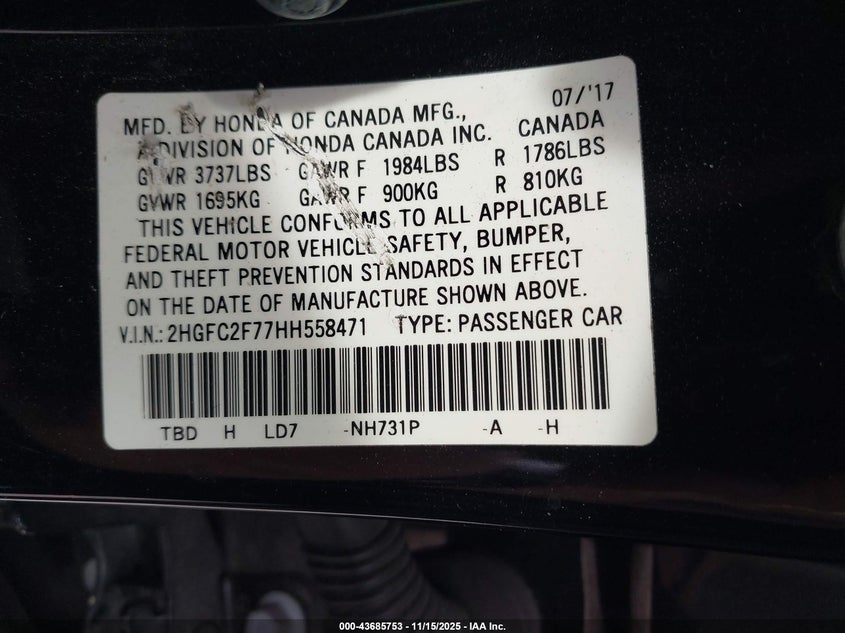 07/'17
MFD. BY HONDA OF CANADA MFG.,
A DIVISION OF HONDA CANADA INC. CANADA
GVWR 3737LBS GAWR F 1984LBS R 1786LBS
GVWR 1695KG GAWR F 900KG R 810KG
THIS VEHICLE CONFORMS TO ALL APPLICABLE
FEDERAL MOTOR VEHICLE SAFETY, BUMPER,
AND THEFT PREVENTION STANDARDS IN EFFECT
ON THE DATE OF MANUFACTURE SHOWN ABOVE.
V.I.N.: 2HGFC2F77HH558471 TYPE: PASSENGER CAR
TBD H LD7 -NH731P -A -H
000-43685753 - 11/15/2025 - IAA Inc.